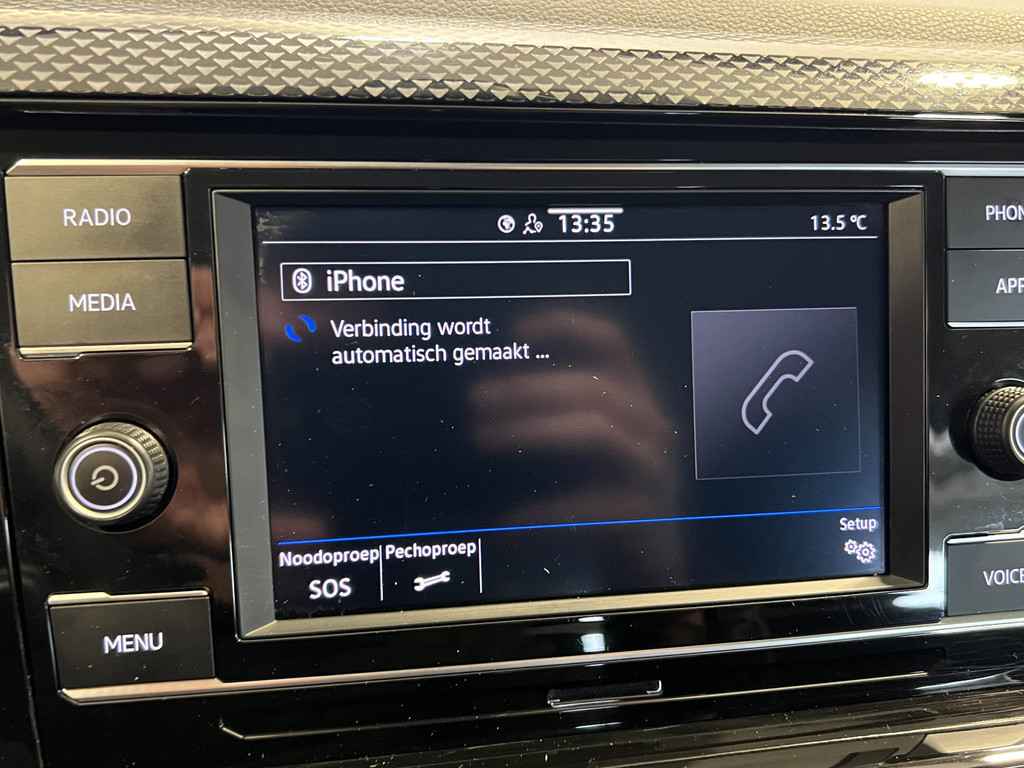 RADIO
MEDIA
MENU
13:35
13.5 °C
iPhone
Verbinding wordt
automatisch gemaakt ...
Setup
Noodoproep
SOS
Pechoproep
PHON
APP
VOICE